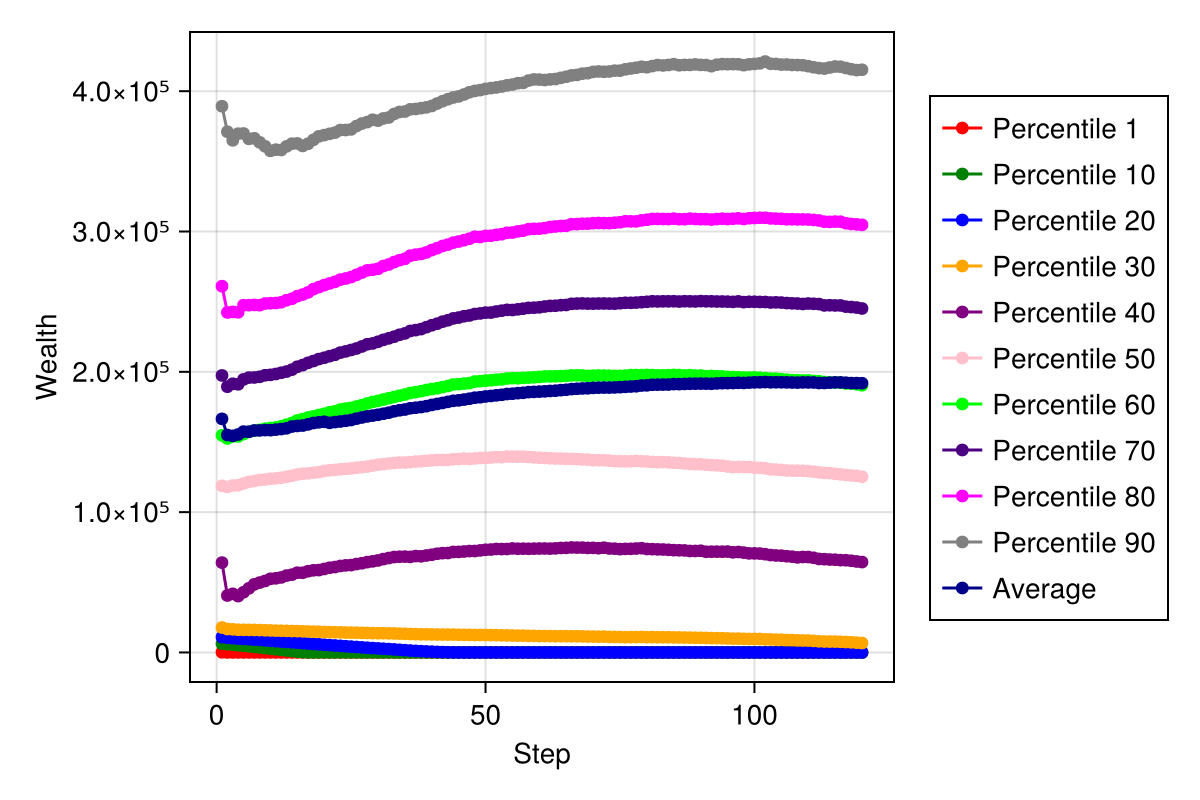 4.0×10⁵
3.0×10⁵
2.0×10⁵
1.0×10⁵
0
Wealth
0 50 100
Step
Percentile 1
Percentile 10
Percentile 20
Percentile 30
Percentile 40
Percentile 50
Percentile 60
Percentile 70
Percentile 80
Percentile 90
Average